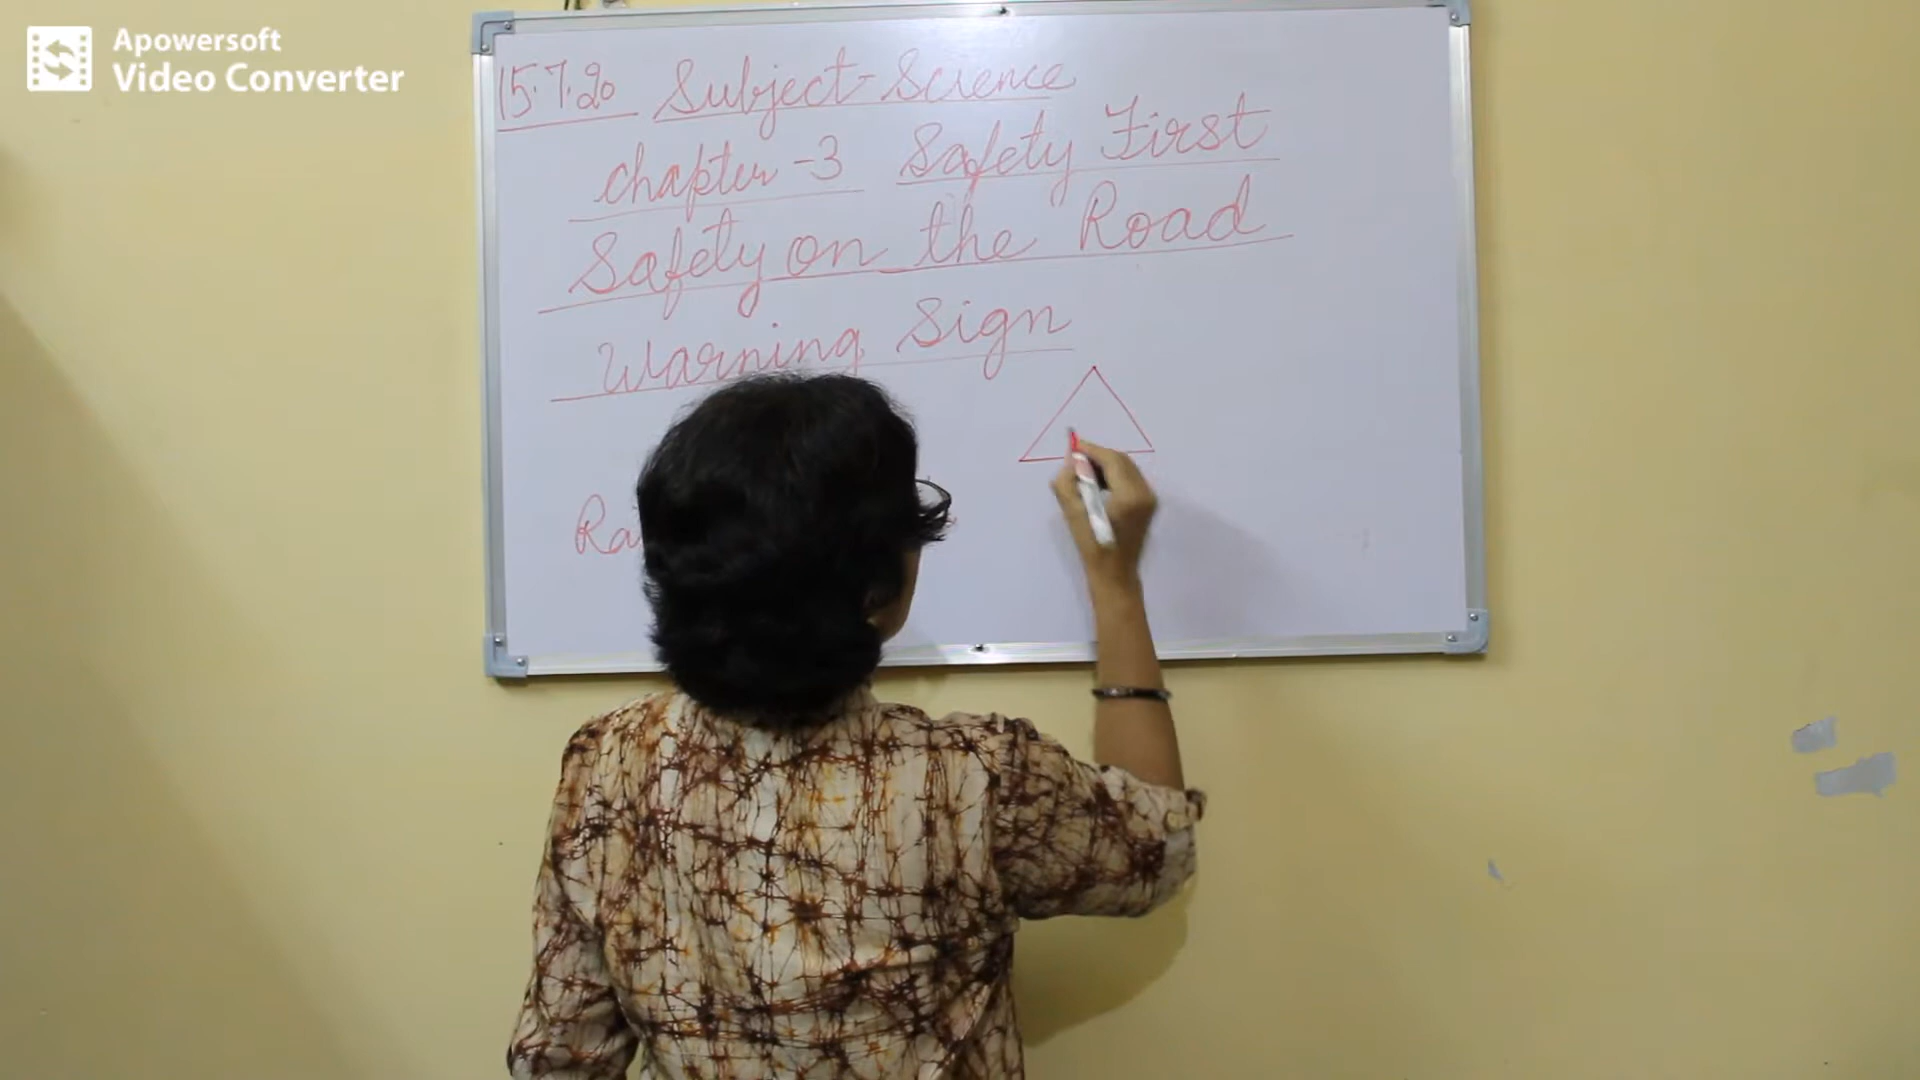 Apowersoft
Video Converter
15.7.20 Subject-Science
chapter-3 Safety First
Safety on the Road
Warning Sign